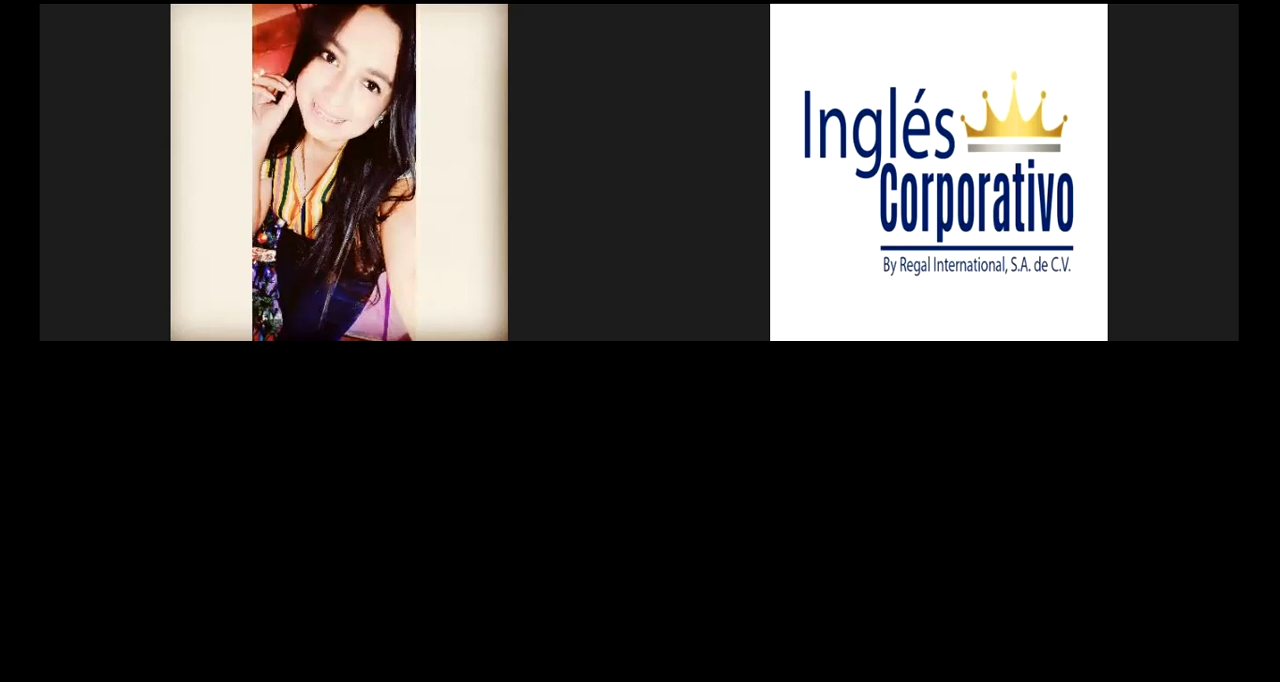 Inglés
Corporativo
By Regal International, S.A. de C.V.